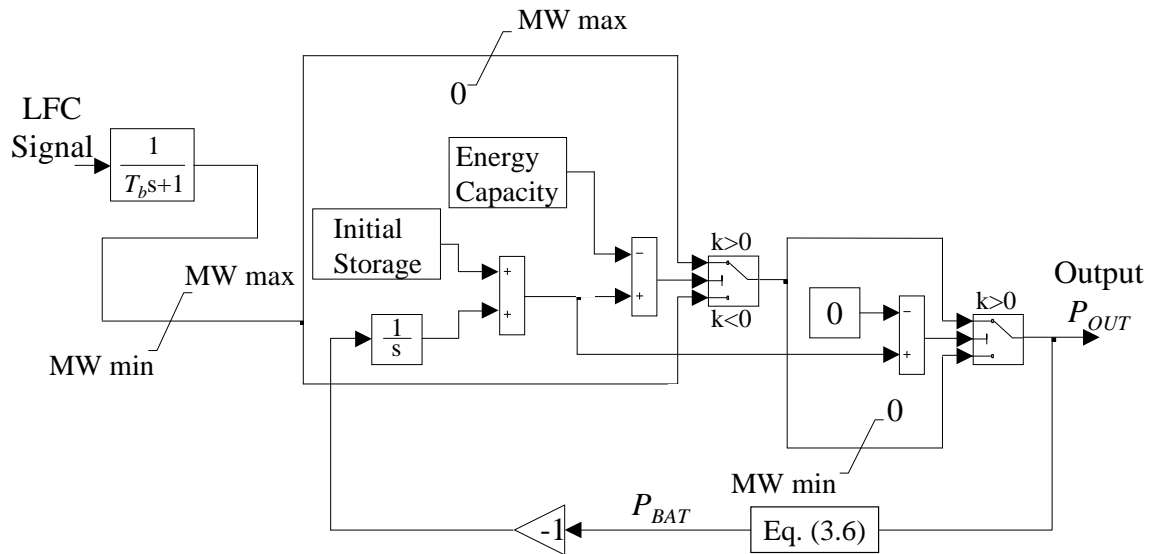 MW max
0
LFC
Signal
1
T_b s+1
Energy
Capacity
Initial
Storage
+
+
−
+
k>0
k<0
MW max
MW min
1
s
0
−
+
k>0
Output
P_OUT
0
MW min
-1
P_BAT
Eq. (3.6)